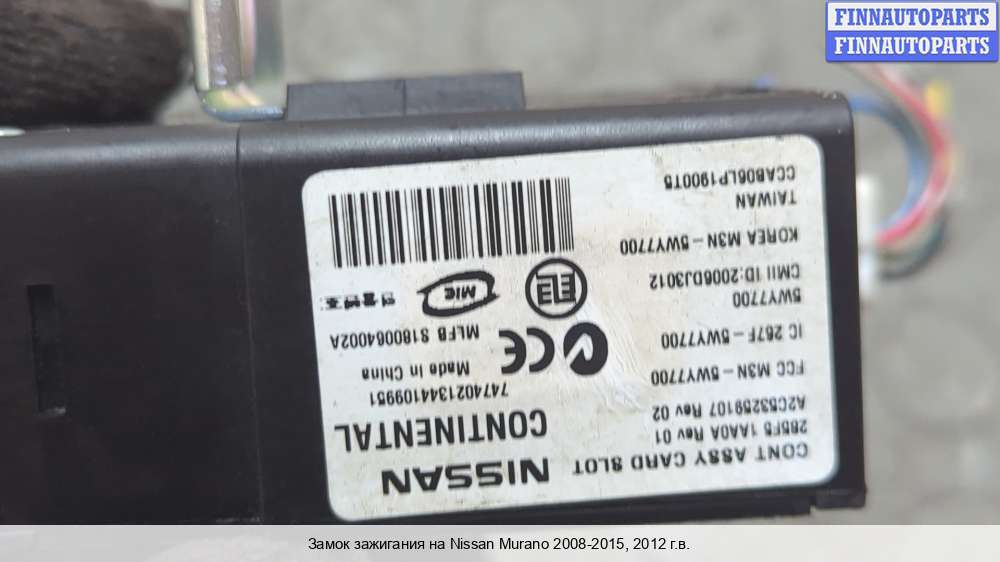 FINNAUTOPARTS
FINNAUTOPARTS
CONT ASSY CARD SLOT NISSAN
285F5 1AA0A Rev 01 CONTINENTAL
A2C53259107 Rev 02
7474021344109951
FCC M3N-5WY7700
Made in China
IC 267F-5WY7700
MLFB S180064002A
5WY7700
CMII ID:2006DJ3012
MIC
KOREA M3N-5WY7700
TAIWAN
CCAB06LP1900T5
Замок зажигания на Nissan Murano 2008-2015, 2012 г.в.